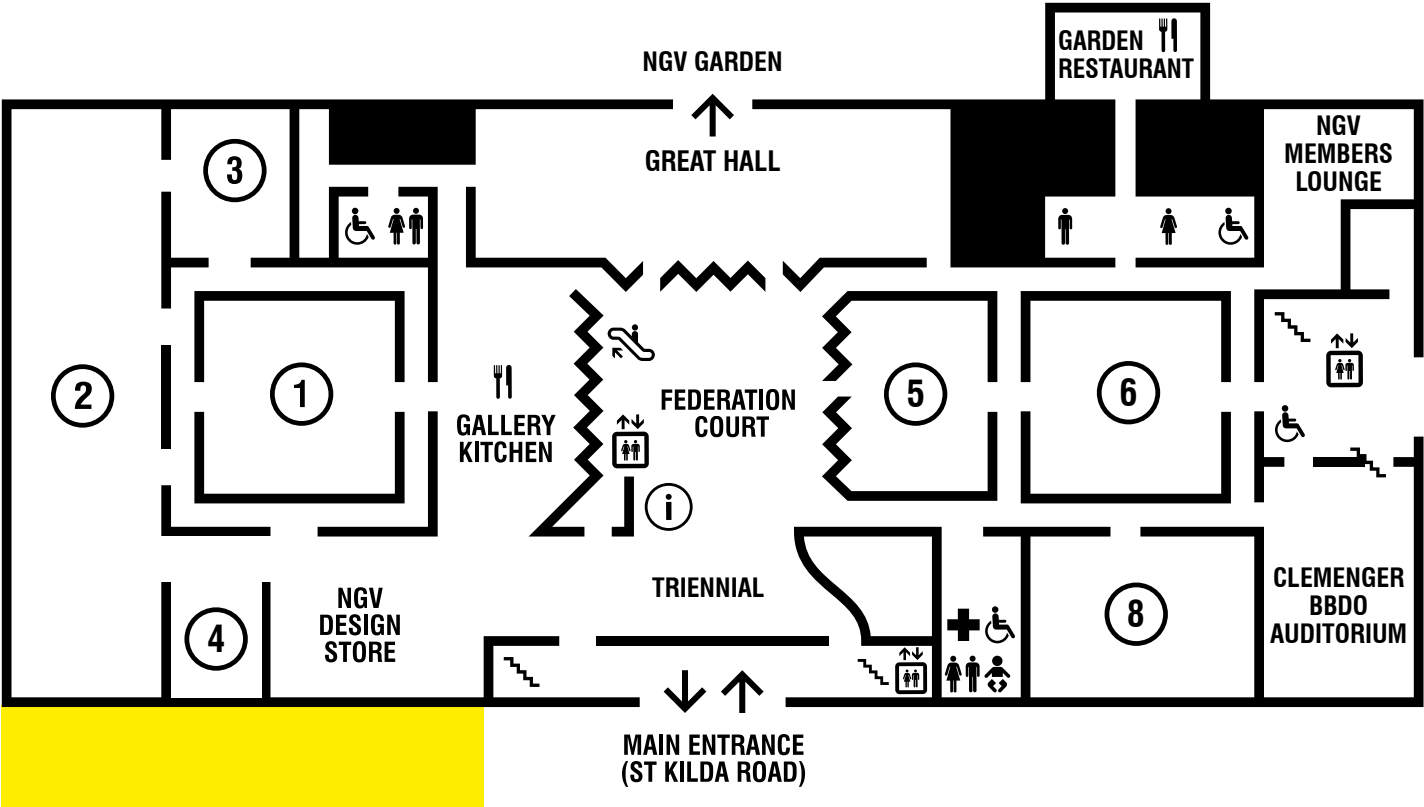 GARDEN
RESTAURANT
NGV GARDEN
GREAT HALL
NGV
MEMBERS
LOUNGE
3
2
1
GALLERY
KITCHEN
FEDERATION
COURT
5
6
i
4
NGV
DESIGN
STORE
TRIENNIAL
8
CLEMENGER
BBDO
AUDITORIUM
MAIN ENTRANCE
(ST KILDA ROAD)